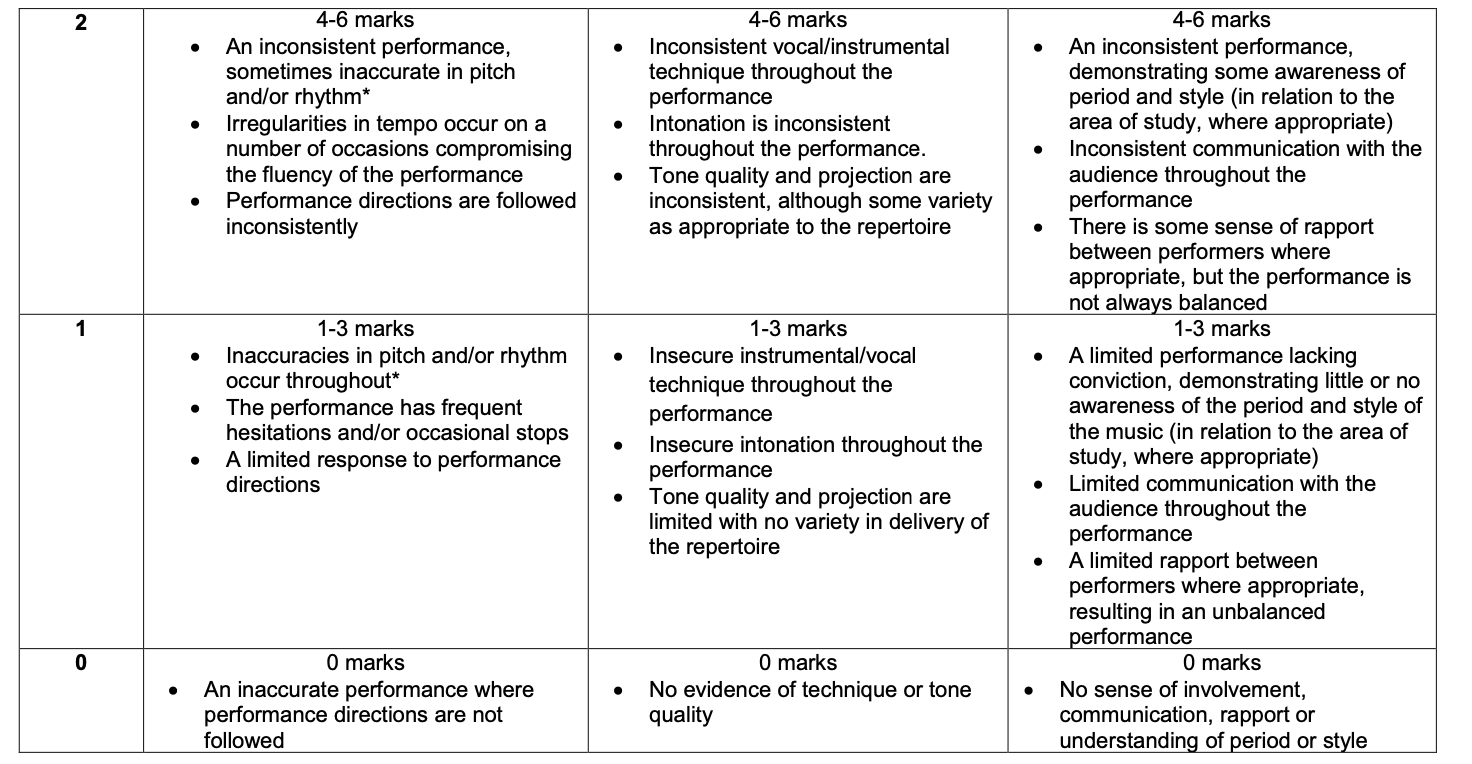 2
4-6 marks
• An inconsistent performance,
sometimes inaccurate in pitch
and/or rhythm*
• Irregularities in tempo occur on a
number of occasions compromising
the fluency of the performance
• Performance directions are followed
inconsistently
4-6 marks
• Inconsistent vocal/instrumental
technique throughout the
performance
• Intonation is inconsistent
throughout the performance.
• Tone quality and projection are
inconsistent, although some variety
as appropriate to the repertoire
4-6 marks
• An inconsistent performance,
demonstrating some awareness of
period and style (in relation to the
area of study, where appropriate)
• Inconsistent communication with the
audience throughout the
performance
• There is some sense of rapport
between performers where
appropriate, but the performance is
not always balanced
1
1-3 marks
• Inaccuracies in pitch and/or rhythm
occur throughout*
• The performance has frequent
hesitations and/or occasional stops
• A limited response to performance
directions
1-3 marks
• Insecure instrumental/vocal
technique throughout the
performance
• Insecure intonation throughout the
performance
• Tone quality and projection are
limited with no variety in delivery of
the repertoire
1-3 marks
• A limited performance lacking
conviction, demonstrating little or no
awareness of the period and style of
the music (in relation to the area of
study, where appropriate)
• Limited communication with the
audience throughout the
performance
• A limited rapport between
performers where appropriate,
resulting in an unbalanced
performance
0
0 marks
• An inaccurate performance where
performance directions are not
followed
0 marks
• No evidence of technique or tone
quality
0 marks
• No sense of involvement,
communication, rapport or
understanding of period or style